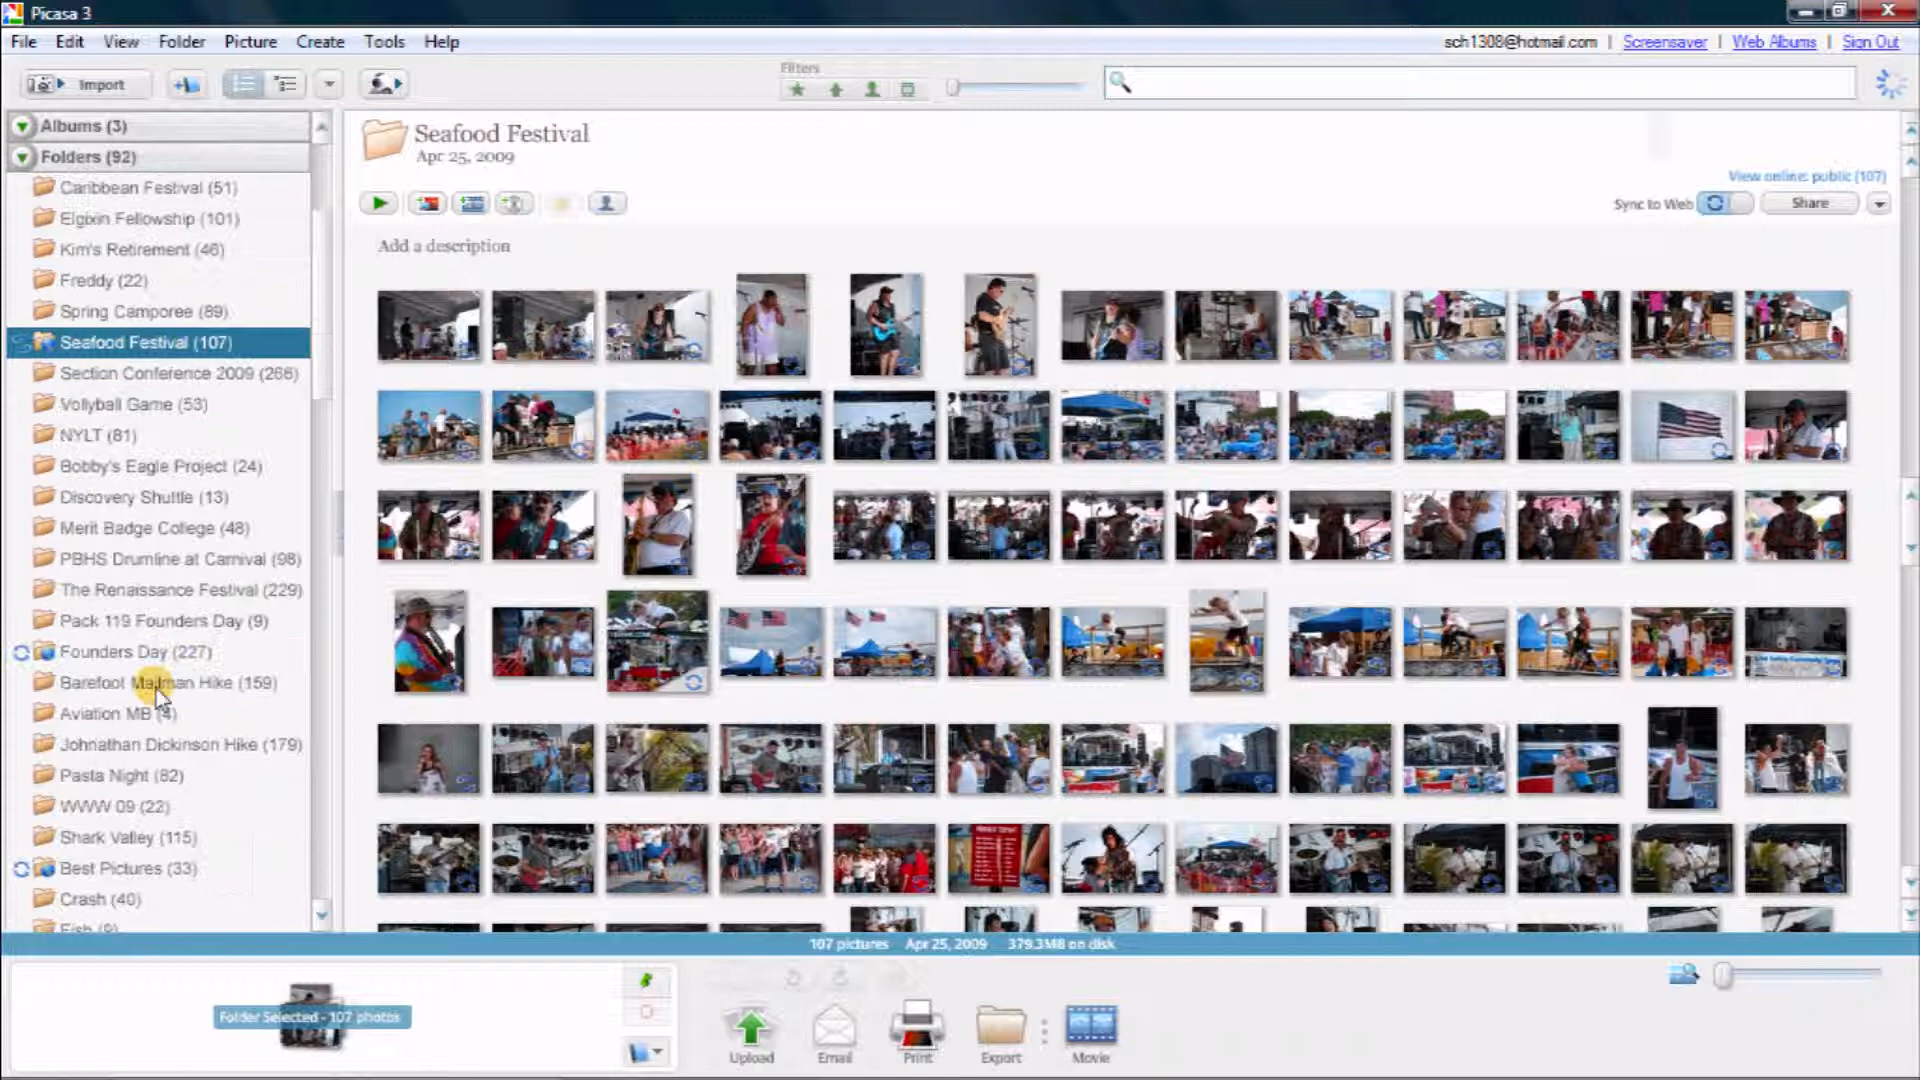 Picasa 3
File Edit View Folder Picture Create Tools Help
sch1308@hotmail.com | Screensaver | Web Albums | Sign Out
Import
Filters
Albums (3)
Folders (92)
Caribbean Festival (51)
Elgixin Fellowship (101)
Kim's Retirement (46)
Freddy (22)
Spring Camporee (89)
Seafood Festival (107)
Section Conference 2009 (266)
Vollyball Game (53)
NYLT (81)
Bobby's Eagle Project (24)
Discovery Shuttle (13)
Merit Badge College (48)
PBHS Drumline at Carnival (98)
The Renaissance Festival (229)
Pack 119 Founders Day (9)
Founders Day (227)
Barefoot Mailman Hike (159)
Aviation MB (4)
Johnathan Dickinson Hike (179)
Pasta Night (82)
WWW 09 (22)
Shark Valley (115)
Best Pictures (33)
Crash (40)
Fish (9)
Seafood Festival
Apr 25, 2009
View online: public (107)
Sync to Web
Share
Add a description
107 pictures Apr 25, 2009 379.3MB on disk
Folder Selected - 107 photos
Upload
Email
Print
Export
Movie